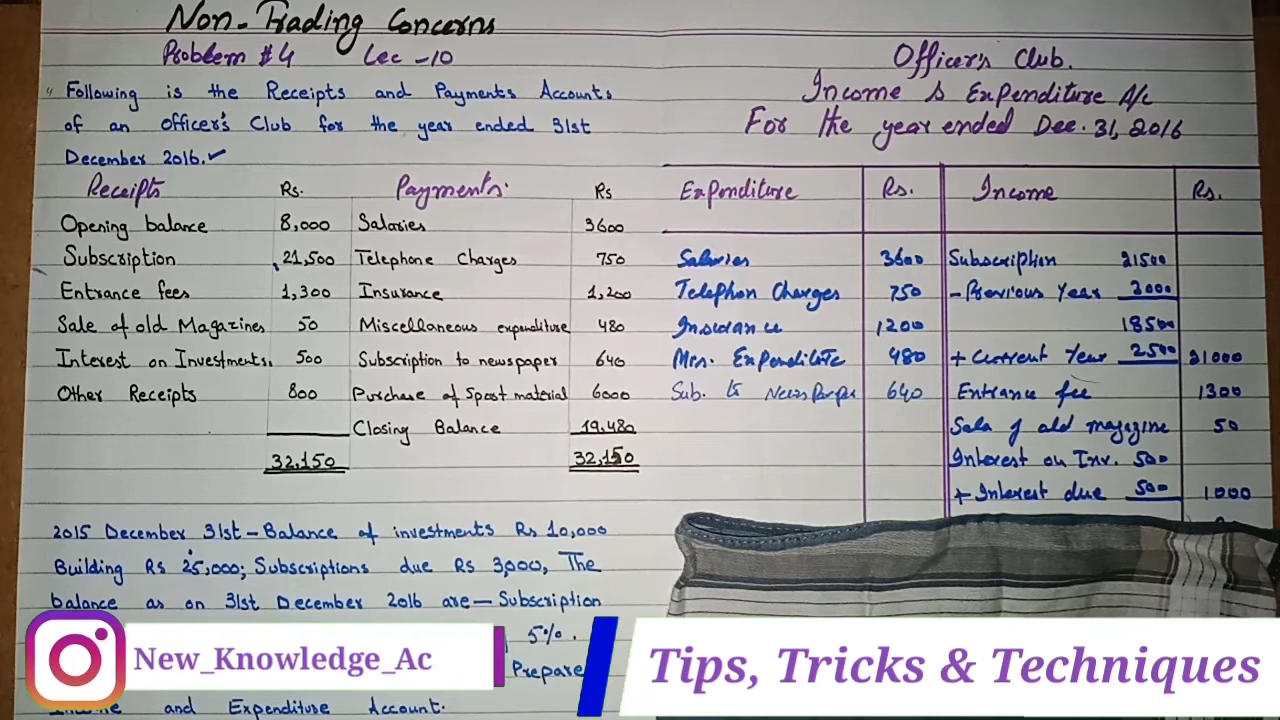 Non-Trading Concerns
Problem #4 Lec -10
" Following is the Receipts and Payments Accounts
of an officer's Club for the year ended 31st
December 2016.
Receipts Rs. Payments. Rs
Opening balance 8,000 Salaries 3600
Subscription 21,500 Telephone Charges 750
Entrance fees 1,300 Insurance 1,200
Sale of old Magazines 50 Miscellaneous expenditure 480
Interest on Investments. 500 Subscription to newspaper 640
Other Receipts 800 Purchase of Sport material 6000
Closing Balance 19,480
32,150 32,150
2015 December 31st - Balance of investments Rs 10,000
Building Rs 25,000; Subscriptions due Rs 3,000, The
balance as on 31st December 2016 are - Subscription
5%.
Prepare
and Expenditure Account.
Officer's Club.
Income & Expenditure A/c
For the year ended Dec. 31, 2016
Expenditure Rs. Income Rs.
Salaries 3600 Subscription 21500
Telephon Charges 750 - Previous Year 3000
Insurance 1200 18500
Mis. Expenditure 480 + Current Year 2500 21000
Sub. to News Paper 640 Entrance fee 1300
Sale of old magazine 50
Interest on Inv. 500
+ Interest due 500 1000
New_Knowledge_Ac
Tips, Tricks & Techniques